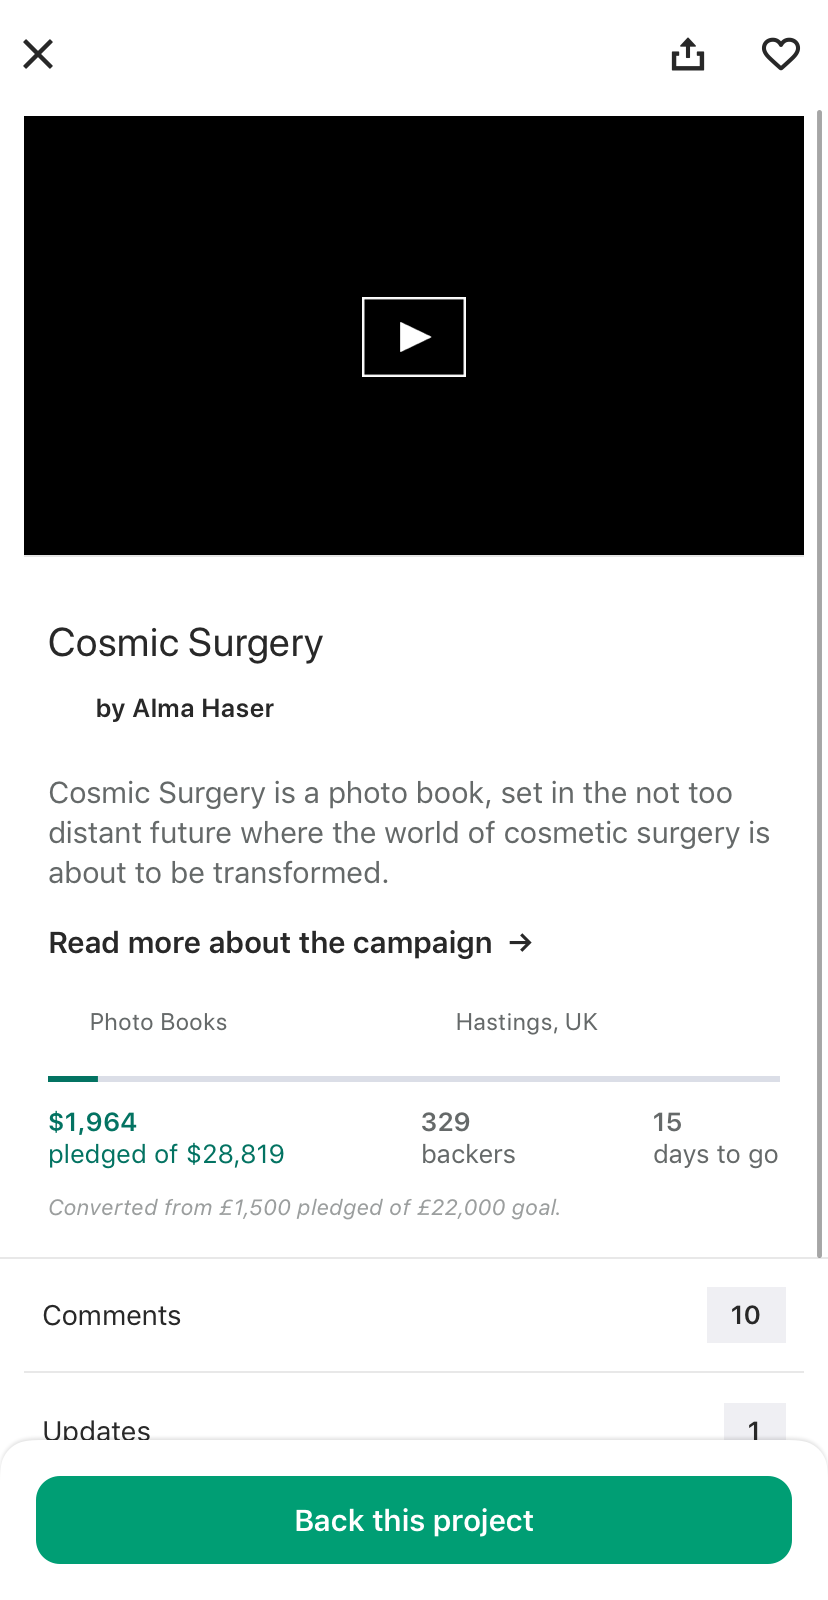 Cosmic Surgery
by Alma Haser
Cosmic Surgery is a photo book, set in the not too
distant future where the world of cosmetic surgery is
about to be transformed.
Read more about the campaign →
Photo Books
Hastings, UK
$1,964
pledged of $28,819
329
backers
15
days to go
Converted from £1,500 pledged of £22,000 goal.
Comments
10
Updates
1
Back this project